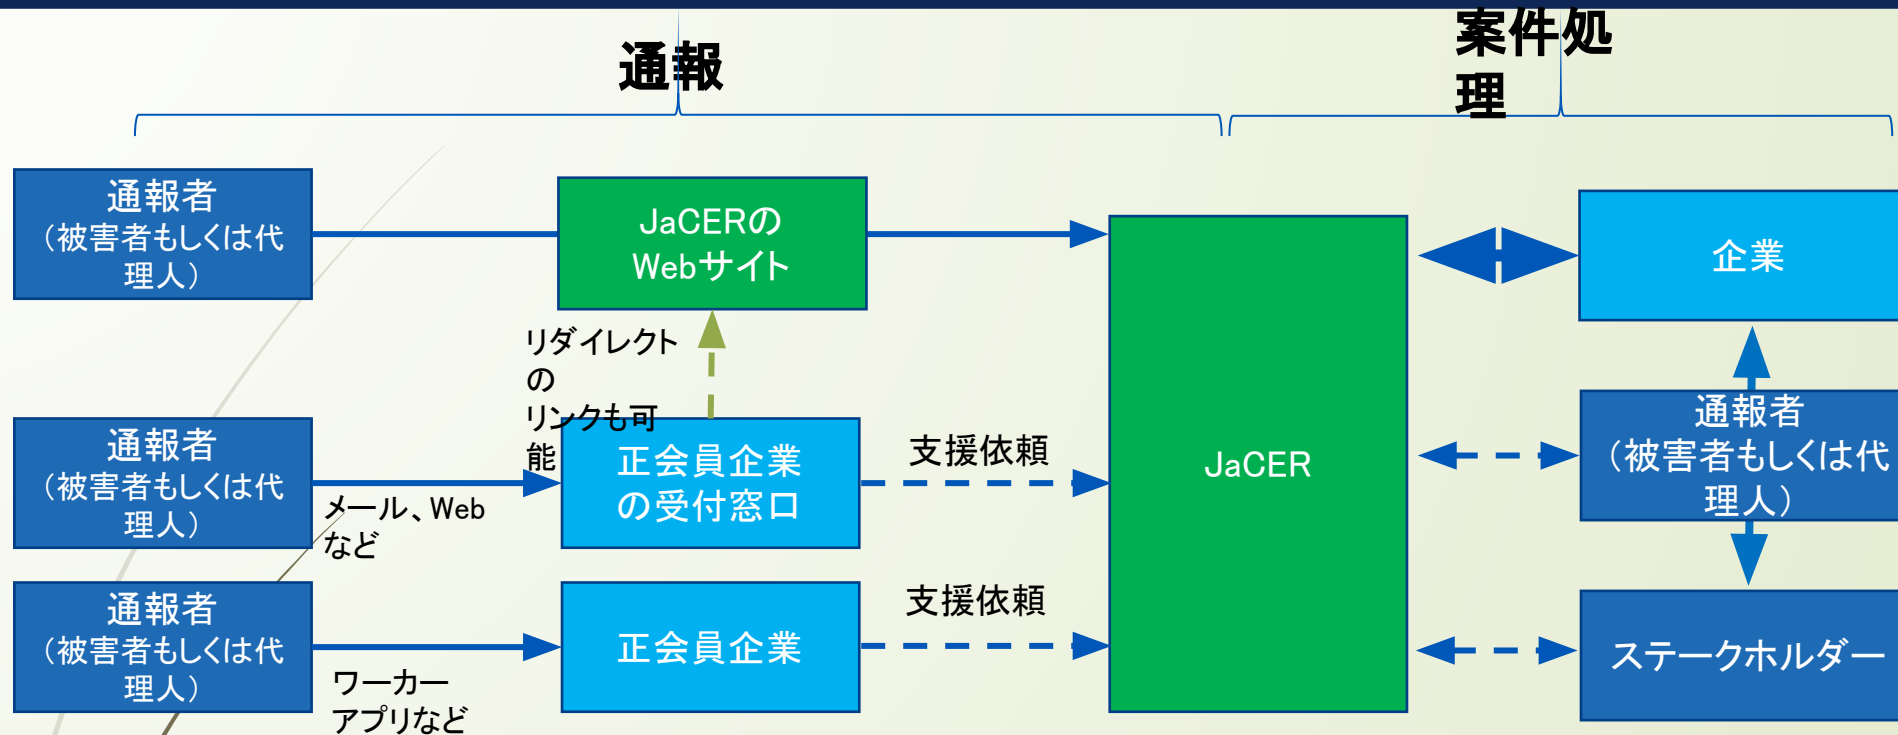 通報
案件処
理
通報者
（被害者もしくは代
理人）
JaCERの
Webサイト
企業
リダイレクト
の
リンクも可
能
通報者
（被害者もしくは代
理人）
メール、Web
など
正会員企業
の受付窓口
支援依頼
JaCER
通報者
（被害者もしくは代
理人）
通報者
（被害者もしくは代
理人）
ワーカー
アプリなど
正会員企業
支援依頼
ステークホルダー